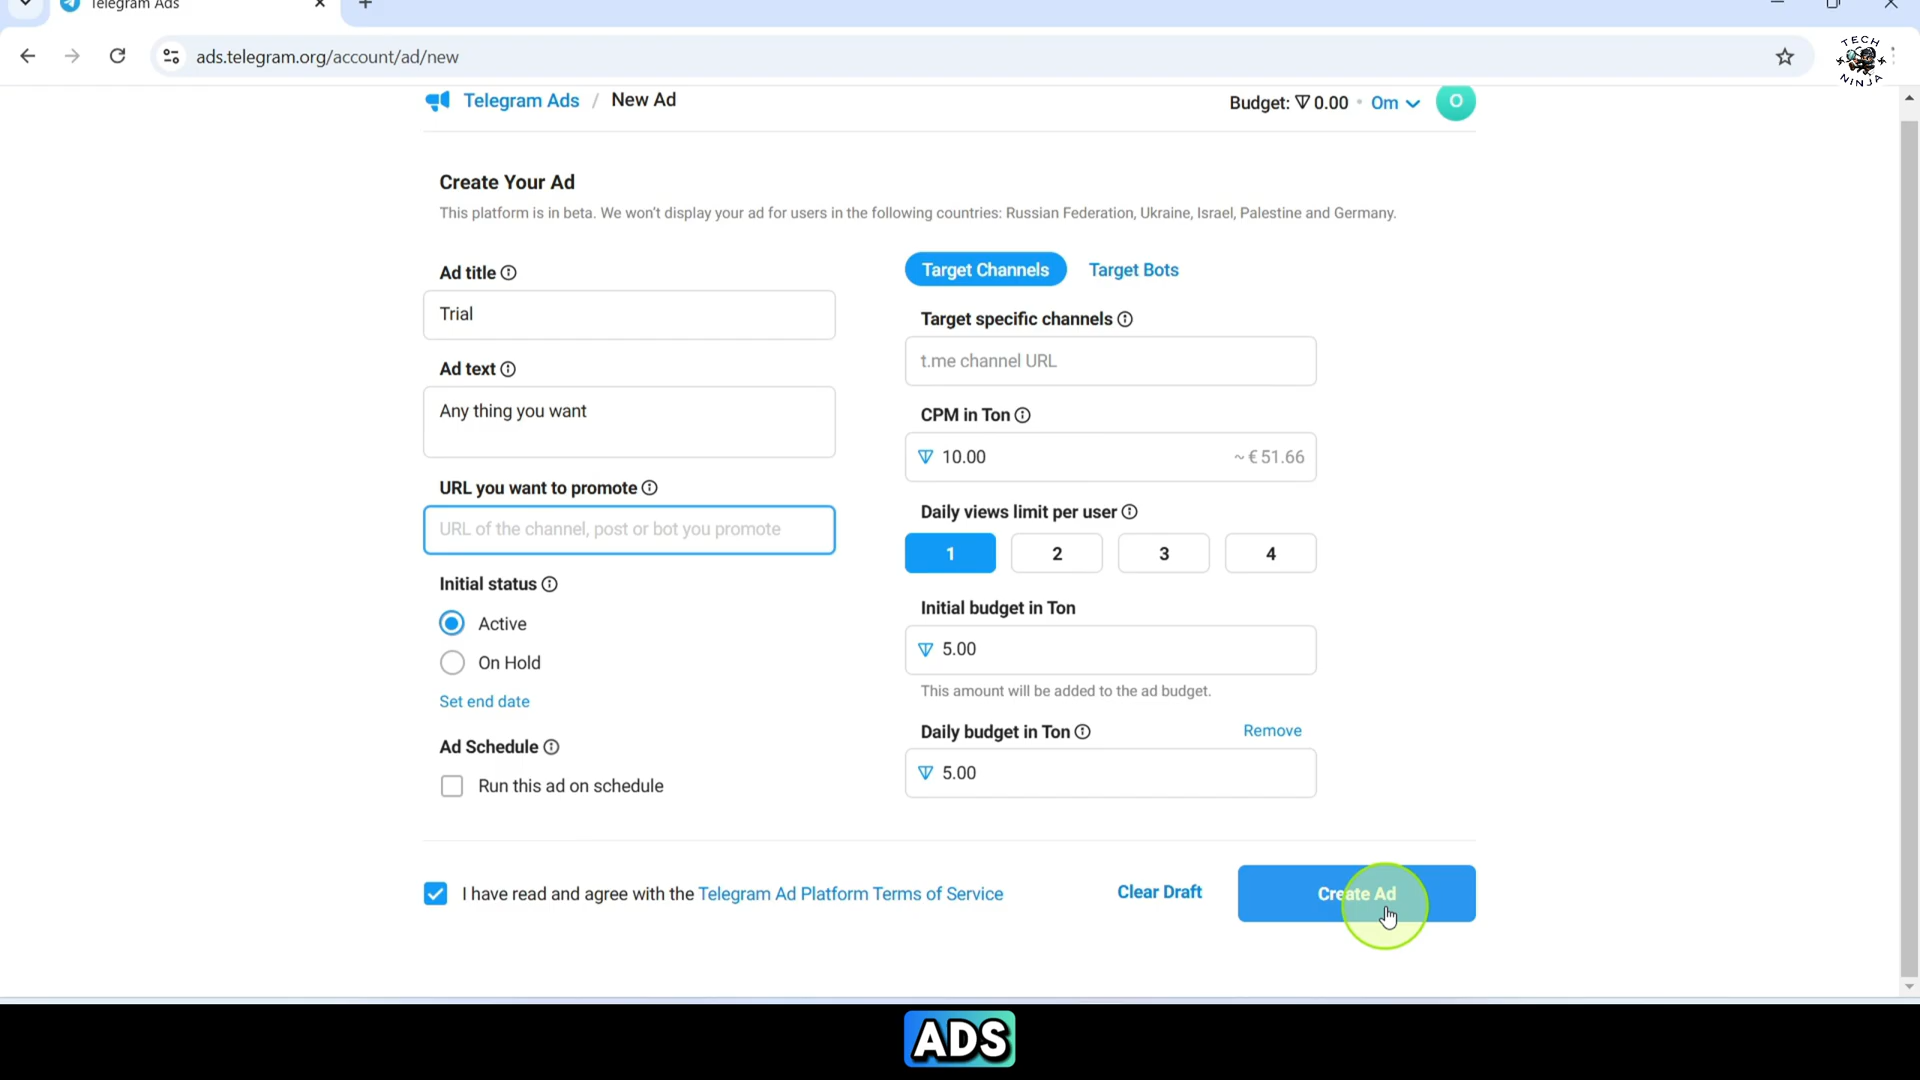 Telegram Ads
ads.telegram.org/account/ad/new
TECH
NINJA
Telegram Ads / New Ad
Budget: 0.00 • Om
O
Create Your Ad
This platform is in beta. We won't display your ad for users in the following countries: Russian Federation, Ukraine, Israel, Palestine and Germany.
Ad title
Trial
Ad text
Any thing you want
URL you want to promote
URL of the channel, post or bot you promote
Initial status
Active
On Hold
Set end date
Ad Schedule
Run this ad on schedule
Target Channels
Target Bots
Target specific channels
t.me channel URL
CPM in Ton
10.00
~ € 51.66
Daily views limit per user
1 2 3 4
Initial budget in Ton
5.00
This amount will be added to the ad budget.
Daily budget in Ton
Remove
5.00
I have read and agree with the Telegram Ad Platform Terms of Service
Clear Draft
Create Ad
ADS